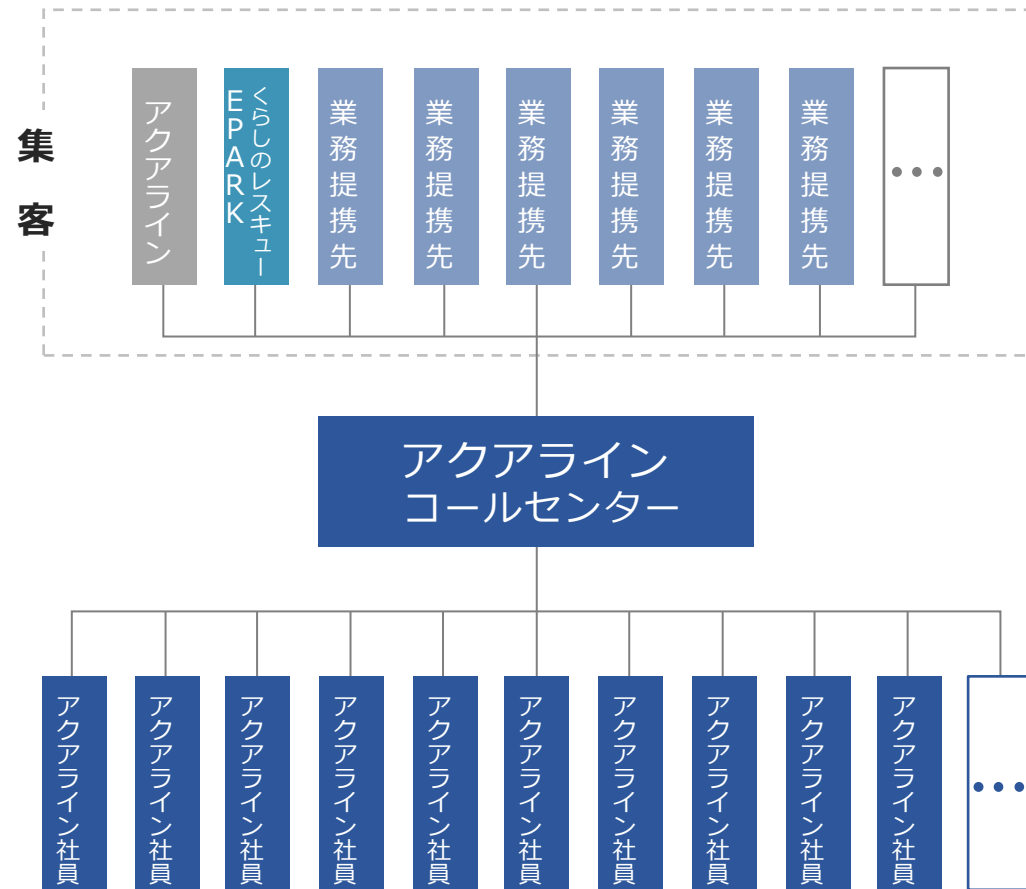 集客
アクアライン
くらしのレスキュー
EPARK
業務提携先
業務提携先
業務提携先
業務提携先
業務提携先
業務提携先
•••
アクアライン
コールセンター
アクアライン社員
アクアライン社員
アクアライン社員
アクアライン社員
アクアライン社員
アクアライン社員
アクアライン社員
アクアライン社員
アクアライン社員
アクアライン社員
•••